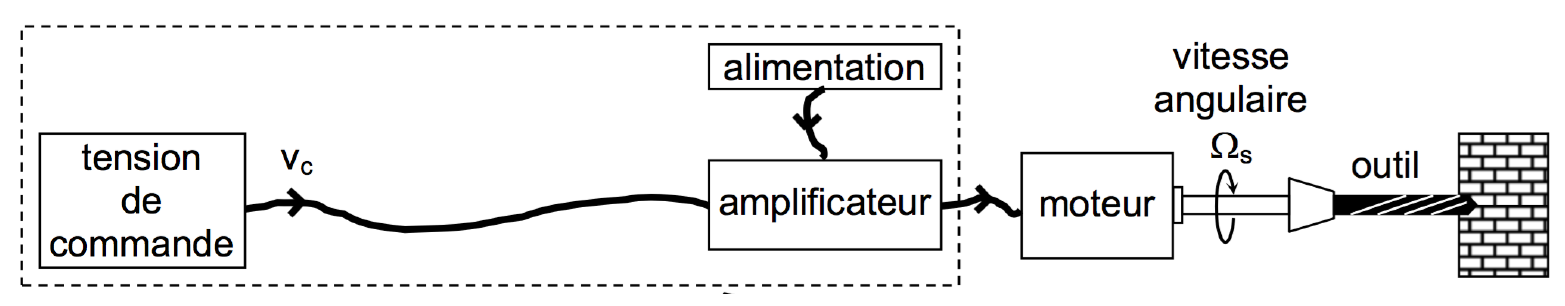 alimentation
tension
de
commande
vc
amplificateur
moteur
vitesse
angulaire
Ωs
outil